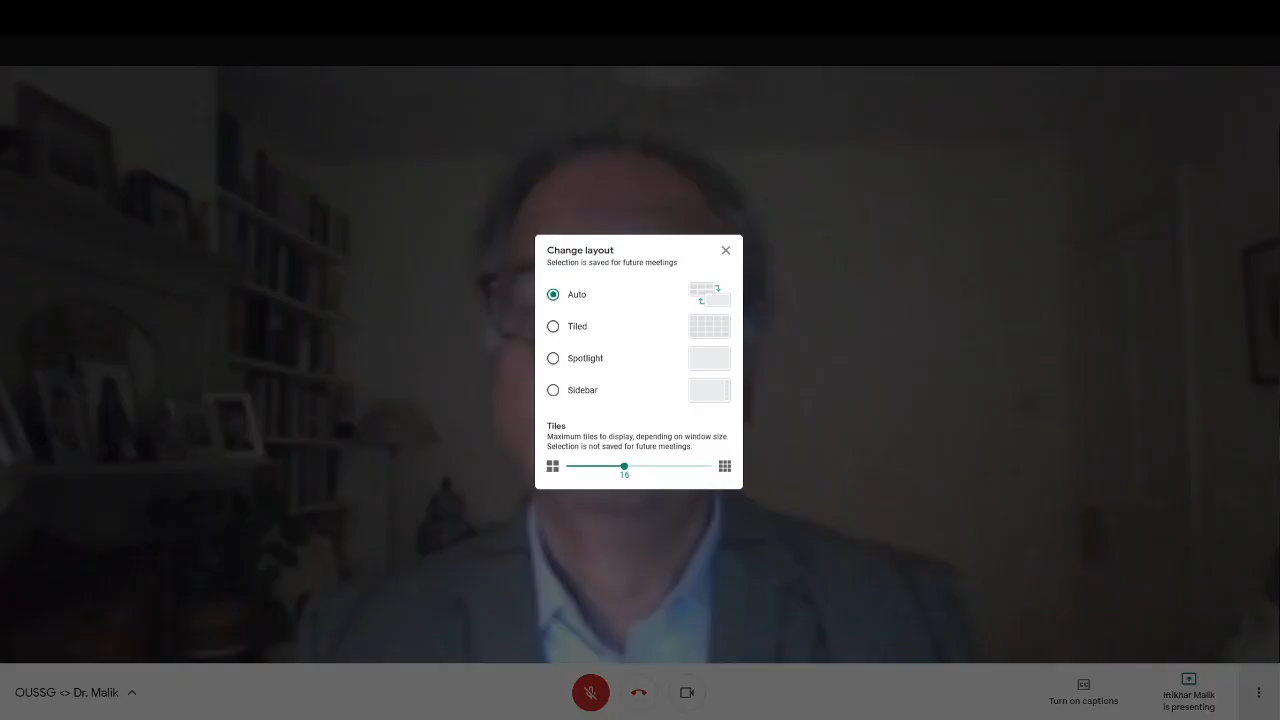 Change layout
Selection is saved for future meetings
Auto
Tiled
Spotlight
Sidebar
Tiles
Maximum tiles to display, depending on window size.
Selection is not saved for future meetings.
16
OUSSG <> Dr. Malik
Turn on captions
Iftikhar Malik
is presenting